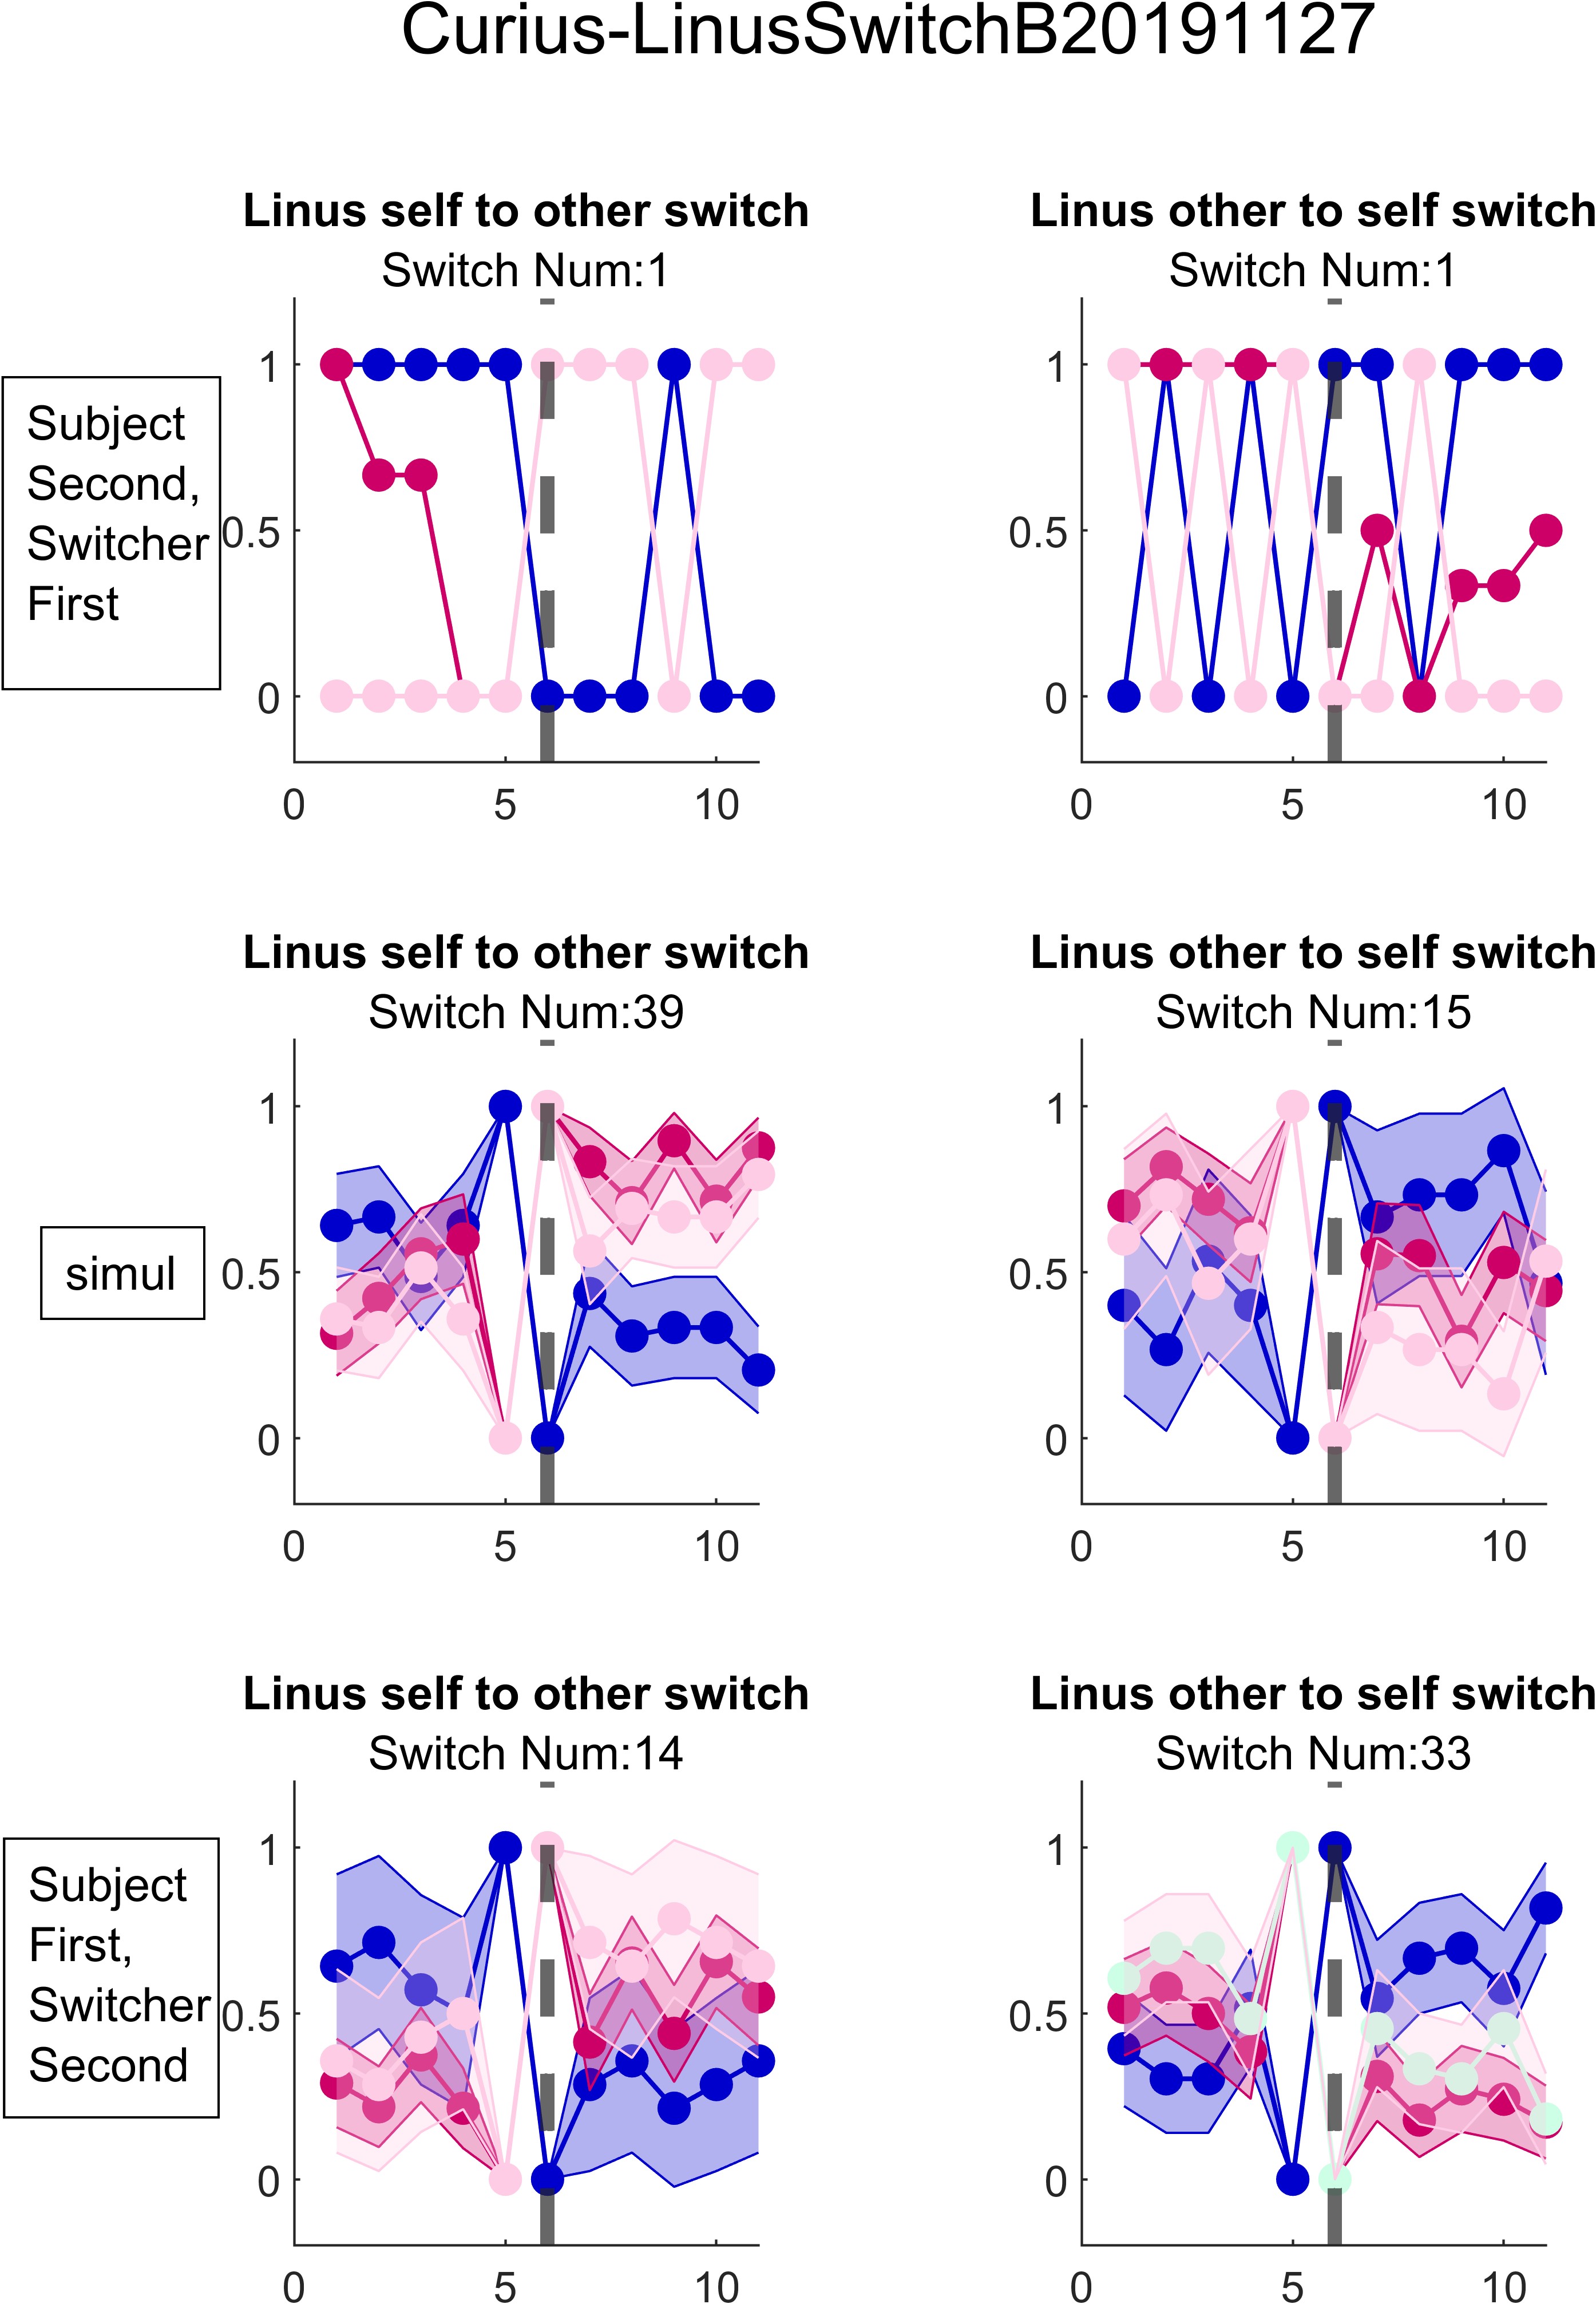 Curius-LinusSwitchB20191127
Linus self to other switch
Switch Num:1
Linus other to self switch
Switch Num:1
Subject
Second,
Switcher
First
1
0.5
0
0
5
10
1
0.5
0
0
5
10
Linus self to other switch
Switch Num:39
Linus other to self switch
Switch Num:15
simul
1
0.5
0
0
5
10
1
0.5
0
0
5
10
Linus self to other switch
Switch Num:14
Linus other to self switch
Switch Num:33
Subject
First,
Switcher
Second
1
0.5
0
0
5
10
1
0.5
0
0
5
10